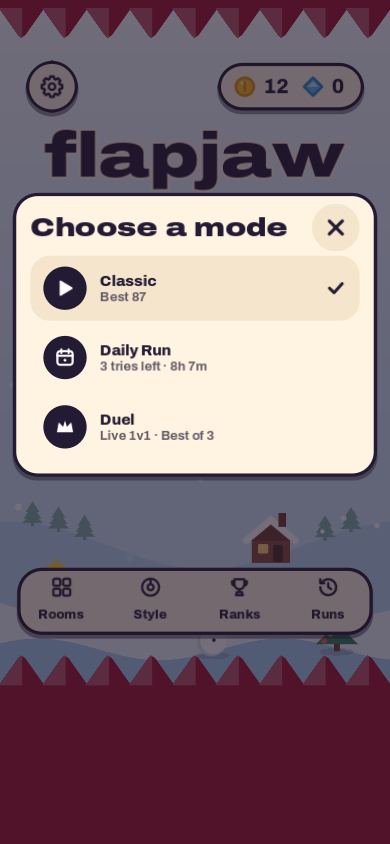 12 0
flapjaw
Choose a mode
Classic
Best 87
Daily Run
3 tries left · 8h 7m
Duel
Live 1v1 · Best of 3
Rooms Style Ranks Runs